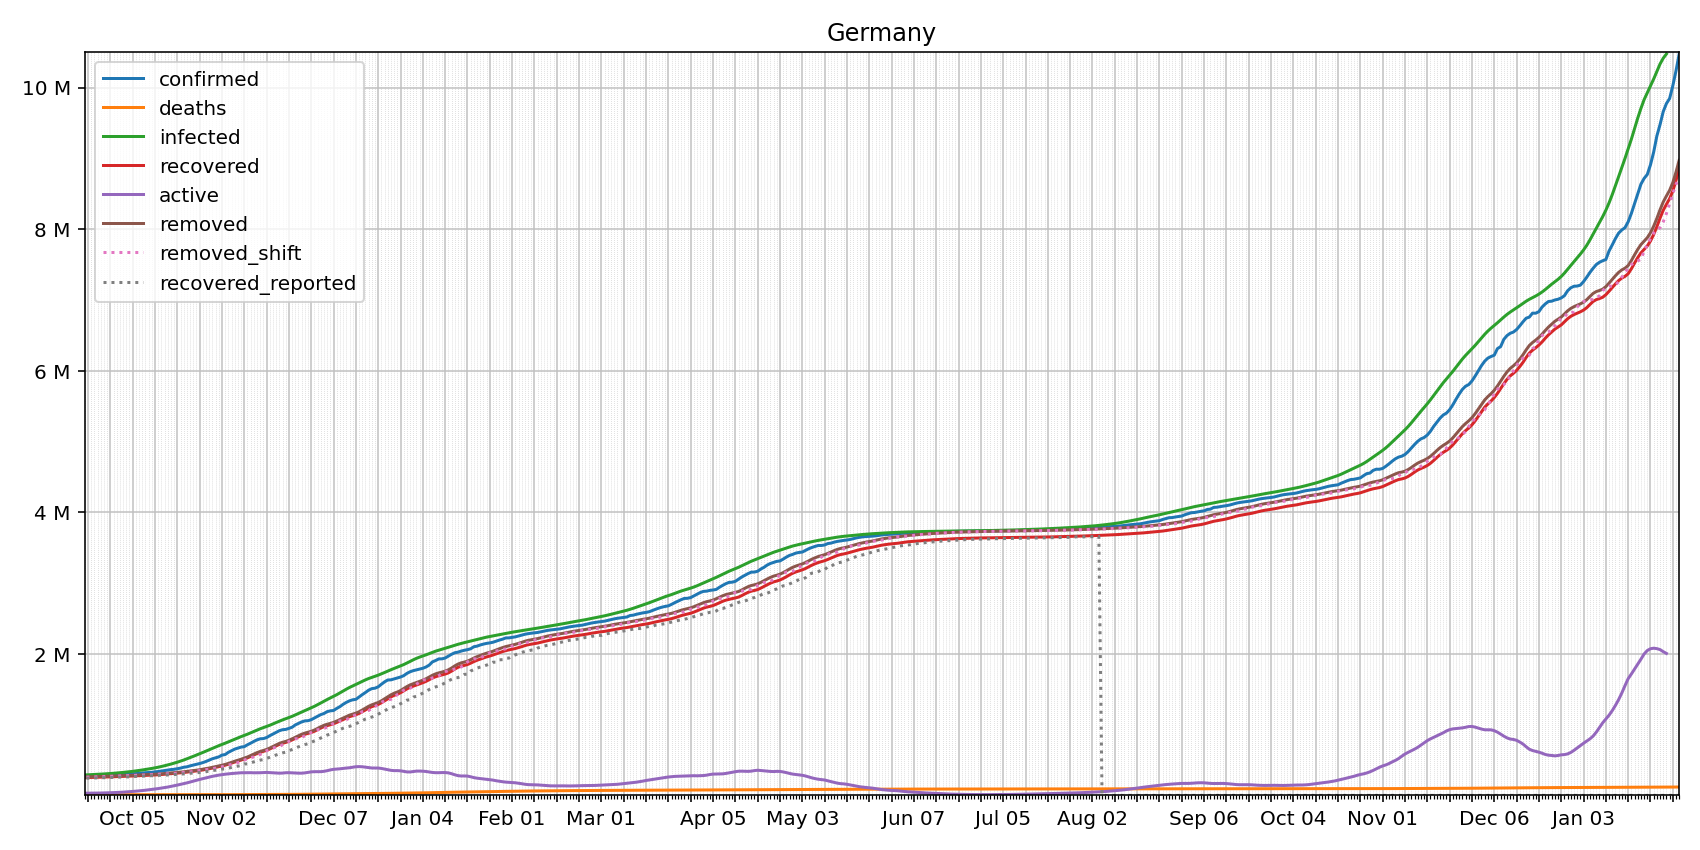 Germany
10 M
8 M
6 M
4 M
2 M
confirmed
deaths
infected
recovered
active
removed
removed_shift
recovered_reported
Oct 05 Nov 02 Dec 07 Jan 04 Feb 01 Mar 01 Apr 05 May 03 Jun 07 Jul 05 Aug 02 Sep 06 Oct 04 Nov 01 Dec 06 Jan 03